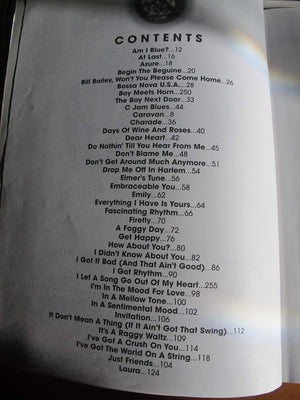 CONTENTS
Am I Blue?...12
At Last...16
Azure...18
Begin The Beguine...20
Bill Bailey, Won't You Please Come Home...26
Bossa Nova U.S.A....28
Boy Meets Horn...250
The Boy Next Door...33
C Jam Blues...44
Caravan...8
Charade...36
Days Of Wine And Roses...40
Dear Heart...42
Do Nothin' Till You Hear From Me...45
Don't Blame Me...48
Don't Get Around Much Anymore...51
Drop Me Off In Harlem...54
Elmer's Tune...56
Embraceable You...58
Emily...62
Everything I Have Is Yours...64
Fascinating Rhythm...66
Firefly...70
A Foggy Day...72
Get Happy...76
How About You?...80
I Didn't Know About You...82
I Got It Bad (And That Ain't Good)...86
I Got Rhythm...90
I Let A Song Go Out Of My Heart...255
I'm In The Mood For Love...98
In A Mellow Tone...100
In A Sentimental Mood...102
Invitation...106
It Don't Mean A Thing (If It Ain't Got That Swing)...112
It's A Raggy Waltz...109
I've Got A Crush On You...114
I've Got The World On A String...118
Just Friends...104
Laura...124